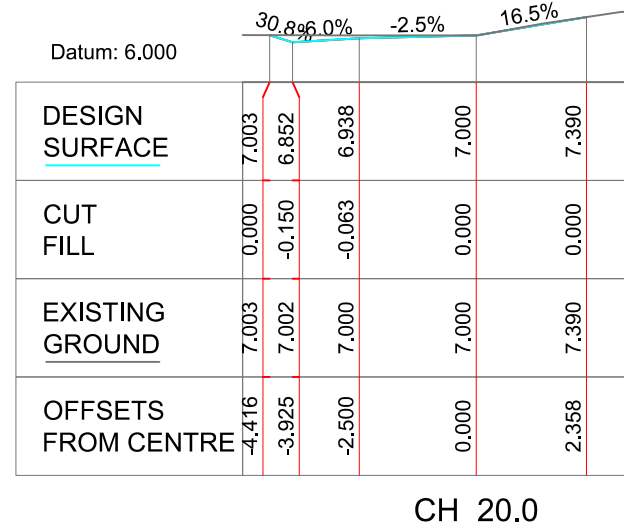 30.8% -6.0% -2.5% 16.5%
Datum: 6.000
DESIGN
SURFACE
7.003 6.852 6.938 7.000 7.390
CUT
FILL
0.000 -0.150 -0.063 0.000 0.000
EXISTING
GROUND
7.003 7.002 7.000 7.000 7.390
OFFSETS
FROM CENTRE
-4.416 -3.925 -2.500 0.000 2.358
CH 20.0